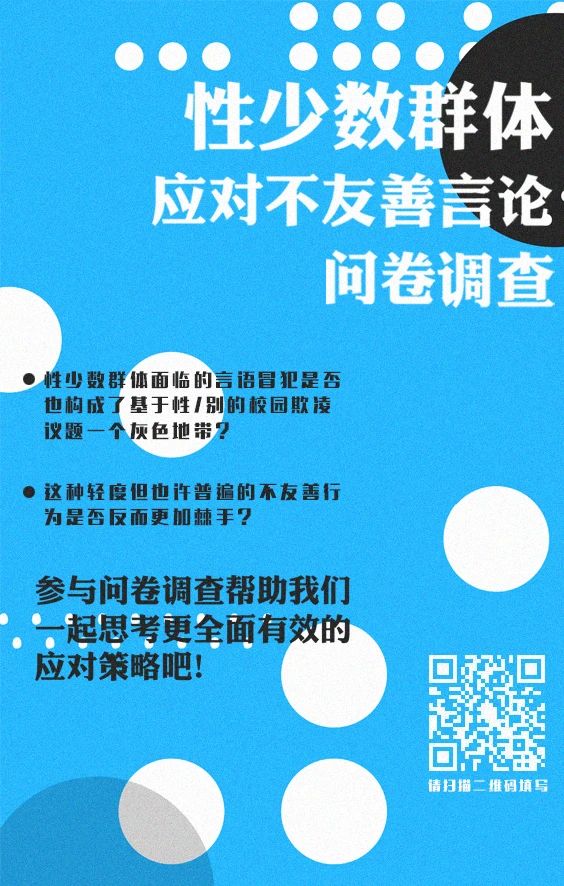 性少数群体
应对不友善言论
问卷调查
性少数群体面临的言语冒犯是否
也构成了基于性/别的校园欺凌
议题一个灰色地带？
这种轻度但也许普遍的不友善行
为是否反而更加棘手？
参与问卷调查帮助我们
一起思考更全面有效的
应对策略吧!
请扫描二维码填写